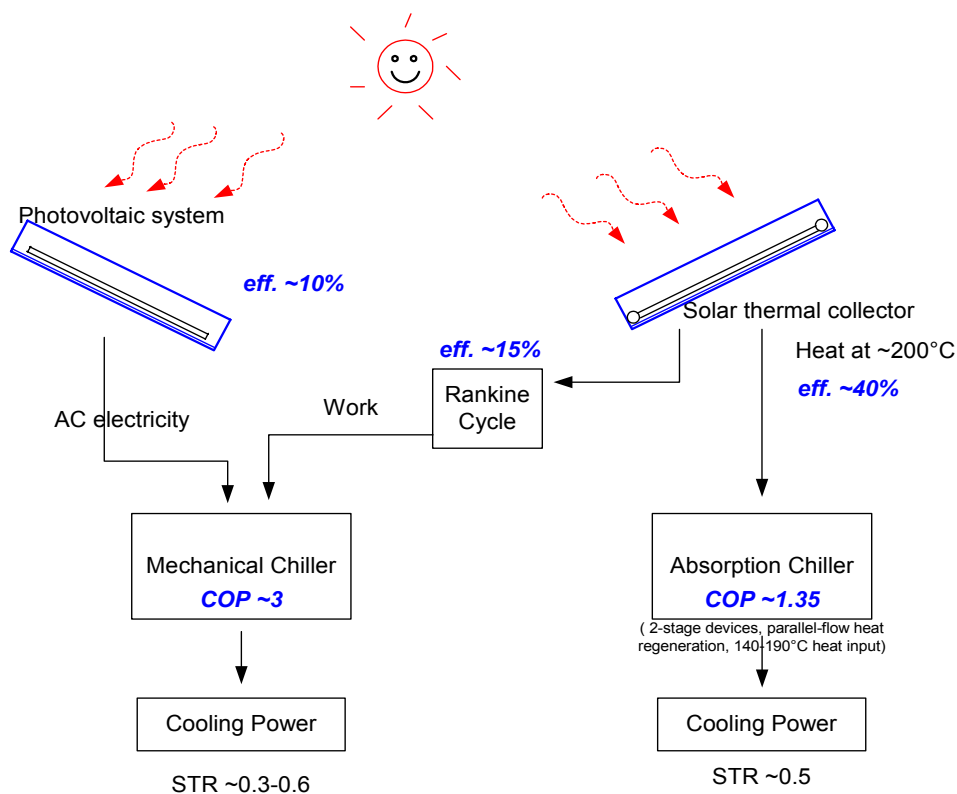 Photovoltaic system
eff. ~10%
Solar thermal collector
Heat at ~200°C
eff. ~40%
eff. ~15%
Rankine
Cycle
Work
AC electricity
Mechanical Chiller
COP ~3
Absorption Chiller
COP ~1.35
( 2-stage devices, parallel-flow heat
regeneration, 140-190°C heat input)
Cooling Power
Cooling Power
STR ~0.3-0.6
STR ~0.5